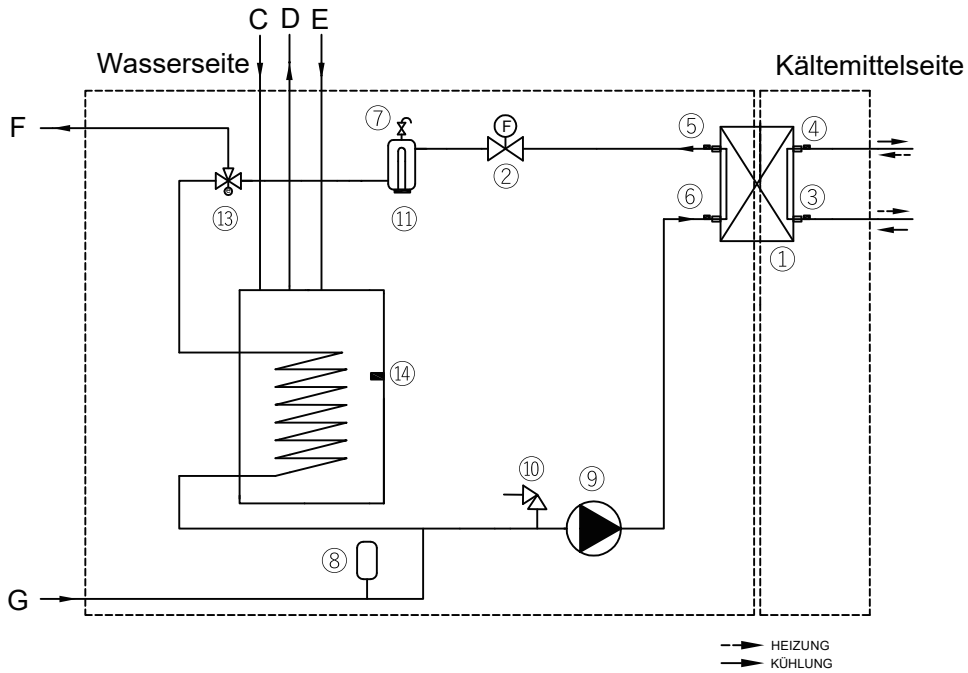 C D E
Wasserseite
Kältemittelseite
F
⑦
F
②
⑤
④
⑬
⑪
⑥
③
①
⑭
⑩
⑨
⑧
G
HEIZUNG
KÜHLUNG